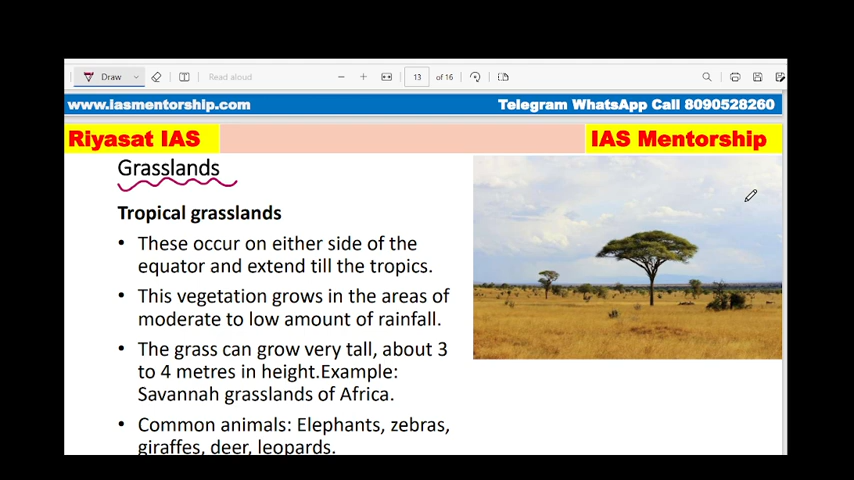 Draw
Read aloud
13 of 16
www.iasmentorship.com
Telegram WhatsApp Call 8090528260
Riyasat IAS
IAS Mentorship
Grasslands
Tropical grasslands
• These occur on either side of the
equator and extend till the tropics.
• This vegetation grows in the areas of
moderate to low amount of rainfall.
• The grass can grow very tall, about 3
to 4 metres in height.Example:
Savannah grasslands of Africa.
• Common animals: Elephants, zebras,
giraffes, deer, leopards.